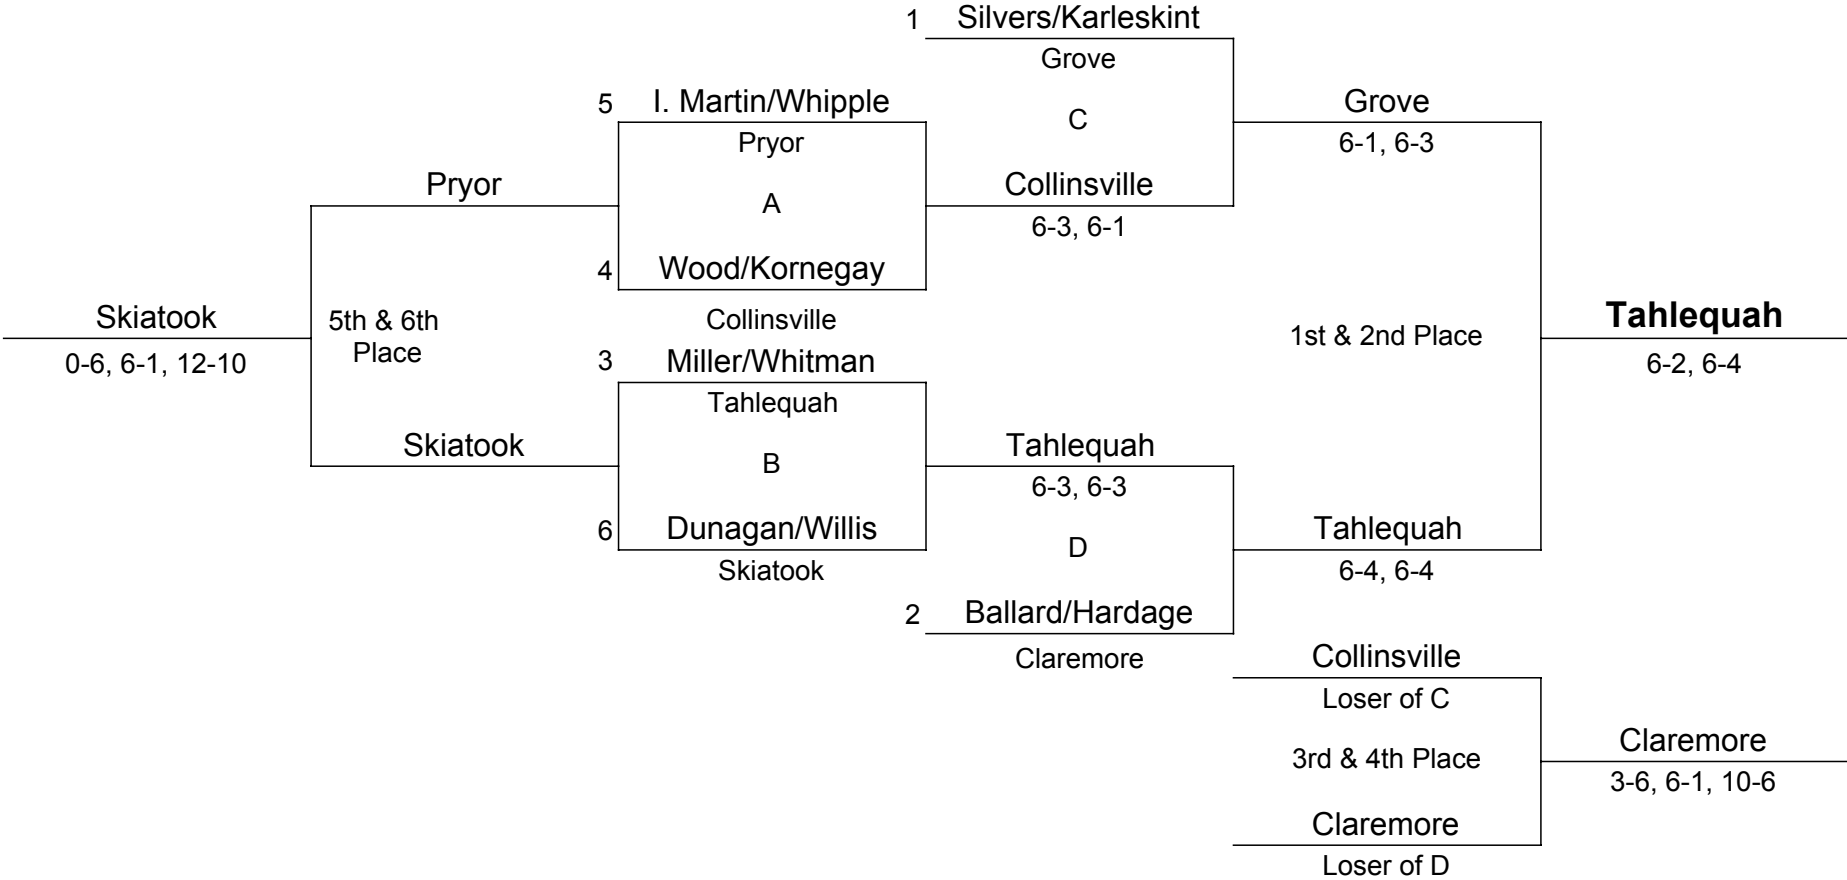 1 Silvers/Karleskint
Grove
5 I. Martin/Whipple
Grove
C
Pryor
6-1, 6-3
Pryor
Collinsville
A
6-3, 6-1
4 Wood/Kornegay
Skiatook
5th & 6th
Place
Collinsville
1st & 2nd Place
Tahlequah
0-6, 6-1, 12-10
3 Miller/Whitman
6-2, 6-4
Tahlequah
Skiatook
Tahlequah
B
6-3, 6-3
6 Dunagan/Willis
Tahlequah
D
Skiatook
6-4, 6-4
2 Ballard/Hardage
Claremore
Collinsville
Loser of C
3rd & 4th Place
Claremore
3-6, 6-1, 10-6
Claremore
Loser of D